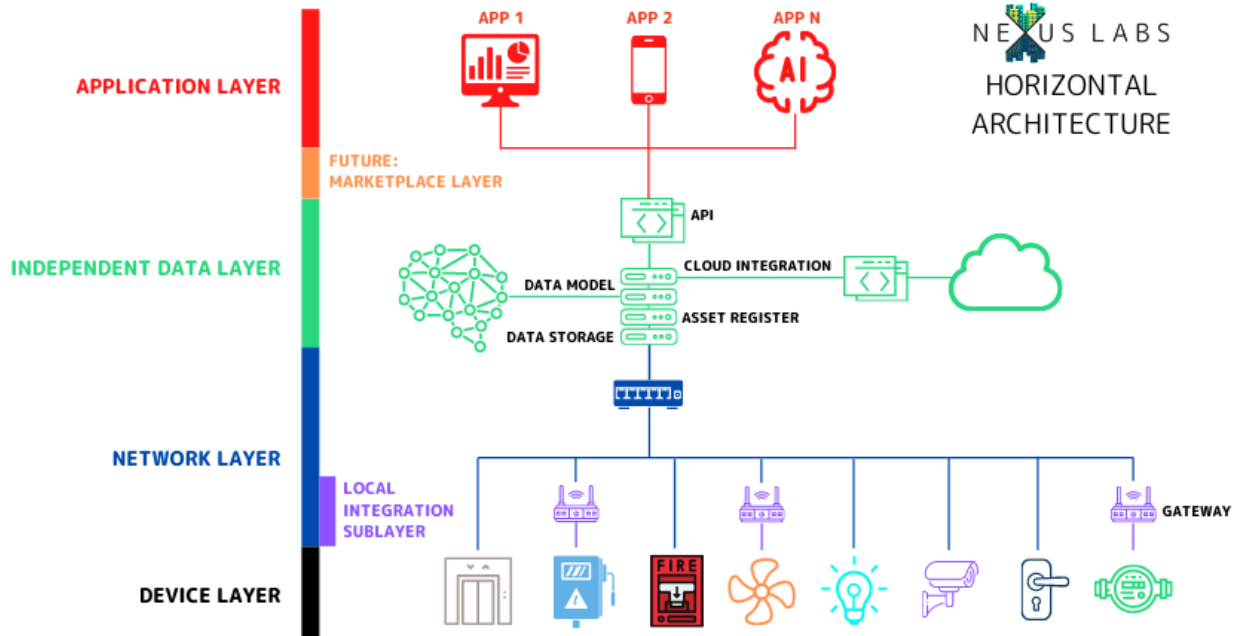 APP 1
APP 2
APP N
NEXUS LABS
HORIZONTAL
ARCHITECTURE
APPLICATION LAYER
AI
FUTURE:
MARKETPLACE LAYER
API
INDEPENDENT DATA LAYER
CLOUD INTEGRATION
DATA MODEL
ASSET REGISTER
DATA STORAGE
NETWORK LAYER
LOCAL
INTEGRATION
SUBLAYER
GATEWAY
DEVICE LAYER
FIRE